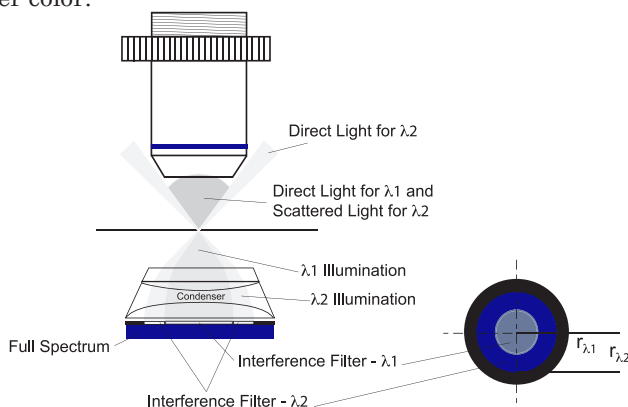 er color.
Direct Light for λ2
Direct Light for λ1 and
Scattered Light for λ2
λ1 Illumination
Condenser
λ2 Illumination
Full Spectrum
Interference Filter - λ1
Interference Filter - λ2
rλ1
rλ2